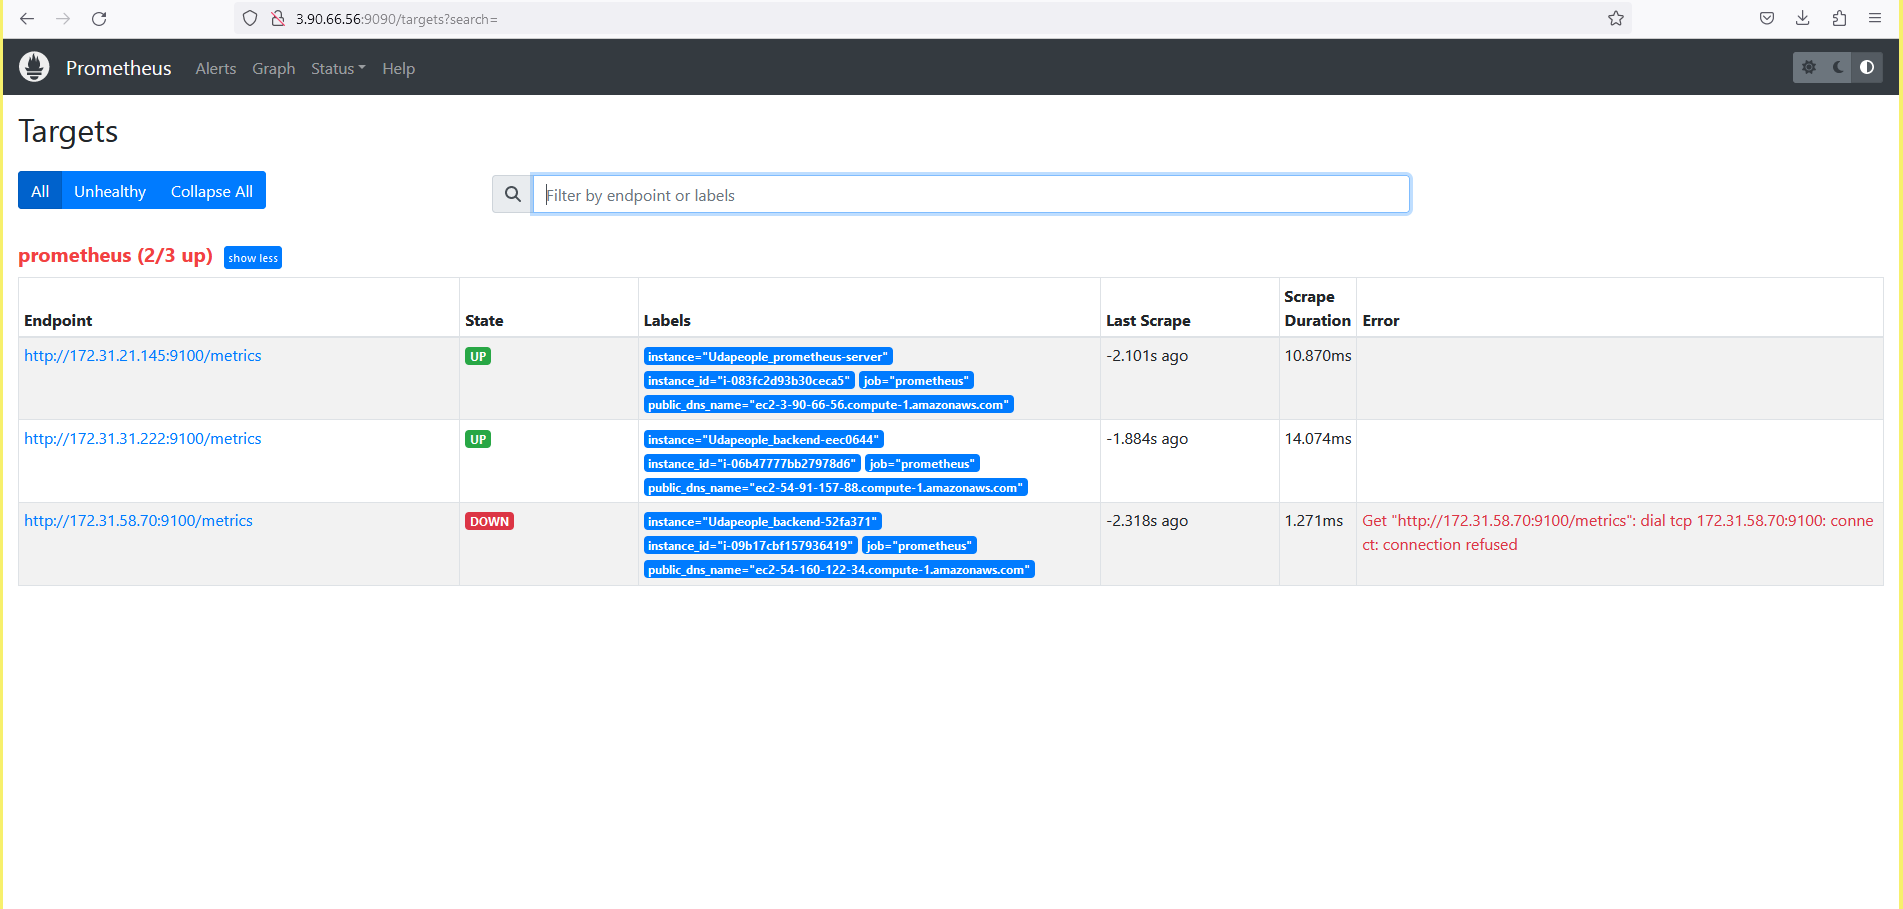 3.90.66.56:9090/targets?search=
Prometheus Alerts Graph Status Help
Targets
All Unhealthy Collapse All
Filter by endpoint or labels
prometheus (2/3 up) show less
Endpoint State Labels Last Scrape Scrape Duration Error
http://172.31.21.145:9100/metrics UP instance="Udapeople_prometheus-server" -2.101s ago 10.870ms
instance_id="i-083fc2d93b30ceca5" job="prometheus"
public_dns_name="ec2-3-90-66-56.compute-1.amazonaws.com"
http://172.31.31.222:9100/metrics UP instance="Udapeople_backend-eec0644" -1.884s ago 14.074ms
instance_id="i-06b47777bb27978d6" job="prometheus"
public_dns_name="ec2-54-91-157-88.compute-1.amazonaws.com"
http://172.31.58.70:9100/metrics DOWN instance="Udapeople_backend-52fa371" -2.318s ago 1.271ms Get "http://172.31.58.70:9100/metrics": dial tcp 172.31.58.70:9100: conne
instance_id="i-09b17cbf157936419" job="prometheus" ct: connection refused
public_dns_name="ec2-54-160-122-34.compute-1.amazonaws.com"